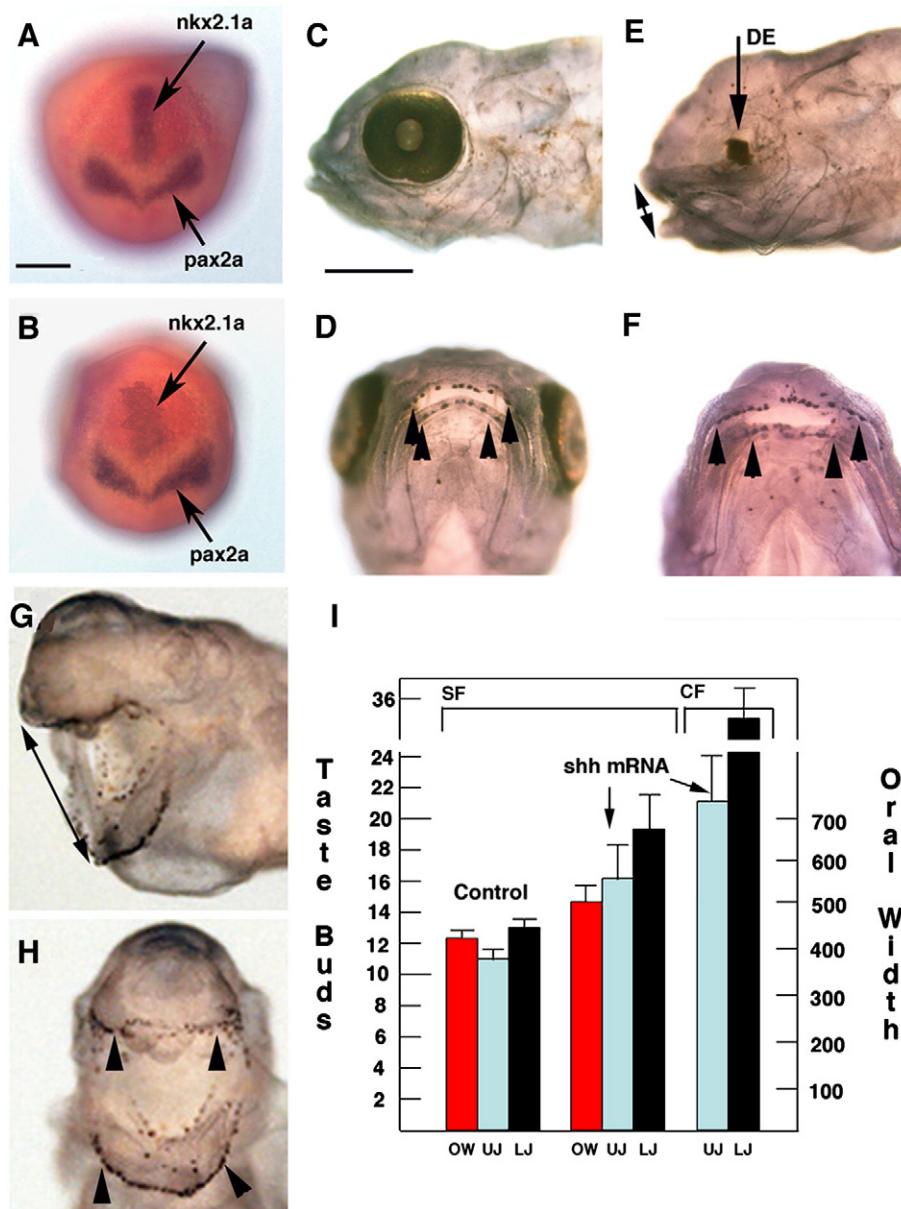 A
nkx2.1a
pax2a
B
nkx2.1a
pax2a
C
D
E
DE
F
G
H
I
SF
CF
Control
shh mRNA
Taste Buds
36
24
22
20
18
16
14
12
10
8
6
4
2
Oral Width
700
600
500
400
300
200
100
OW UJ LJ
OW UJ LJ
UJ LJ